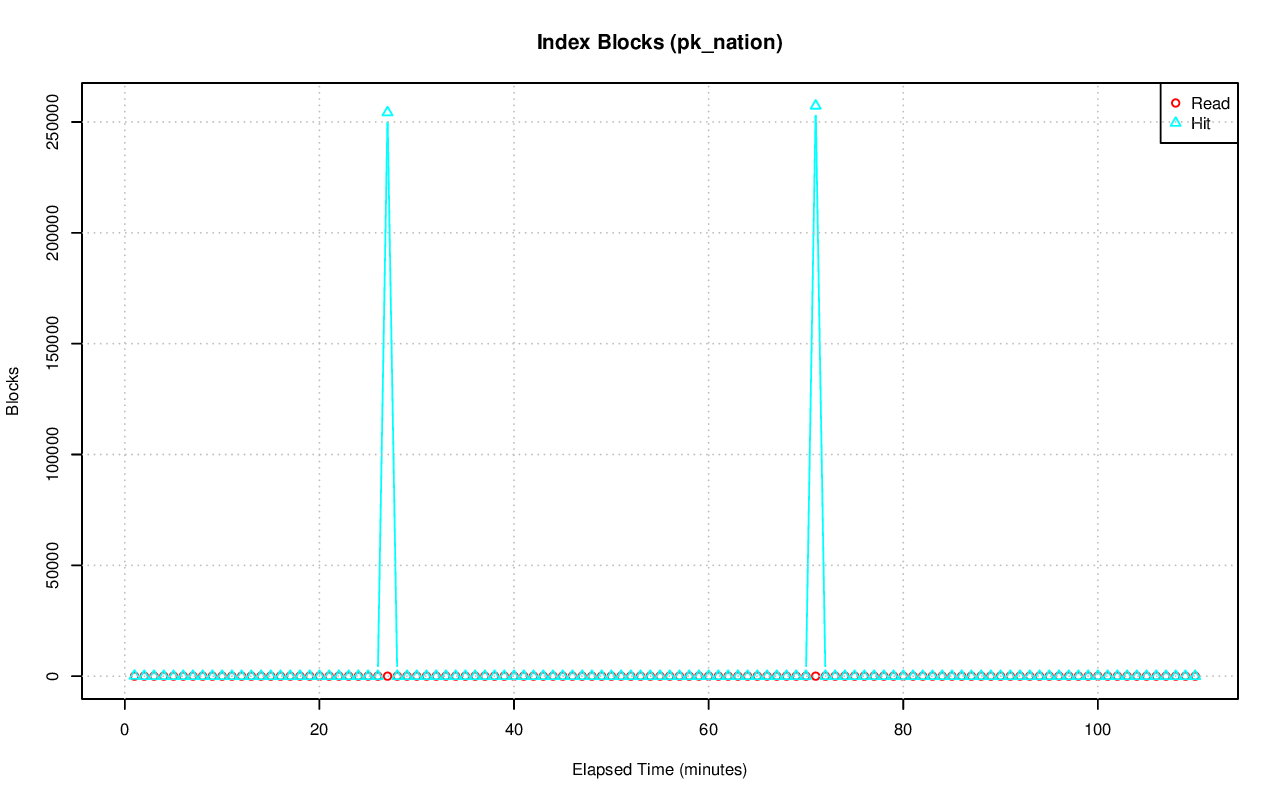 Index Blocks (pk_nation)
Read
Hit
Blocks
250000
200000
150000
100000
50000
0
0 20 40 60 80 100
Elapsed Time (minutes)